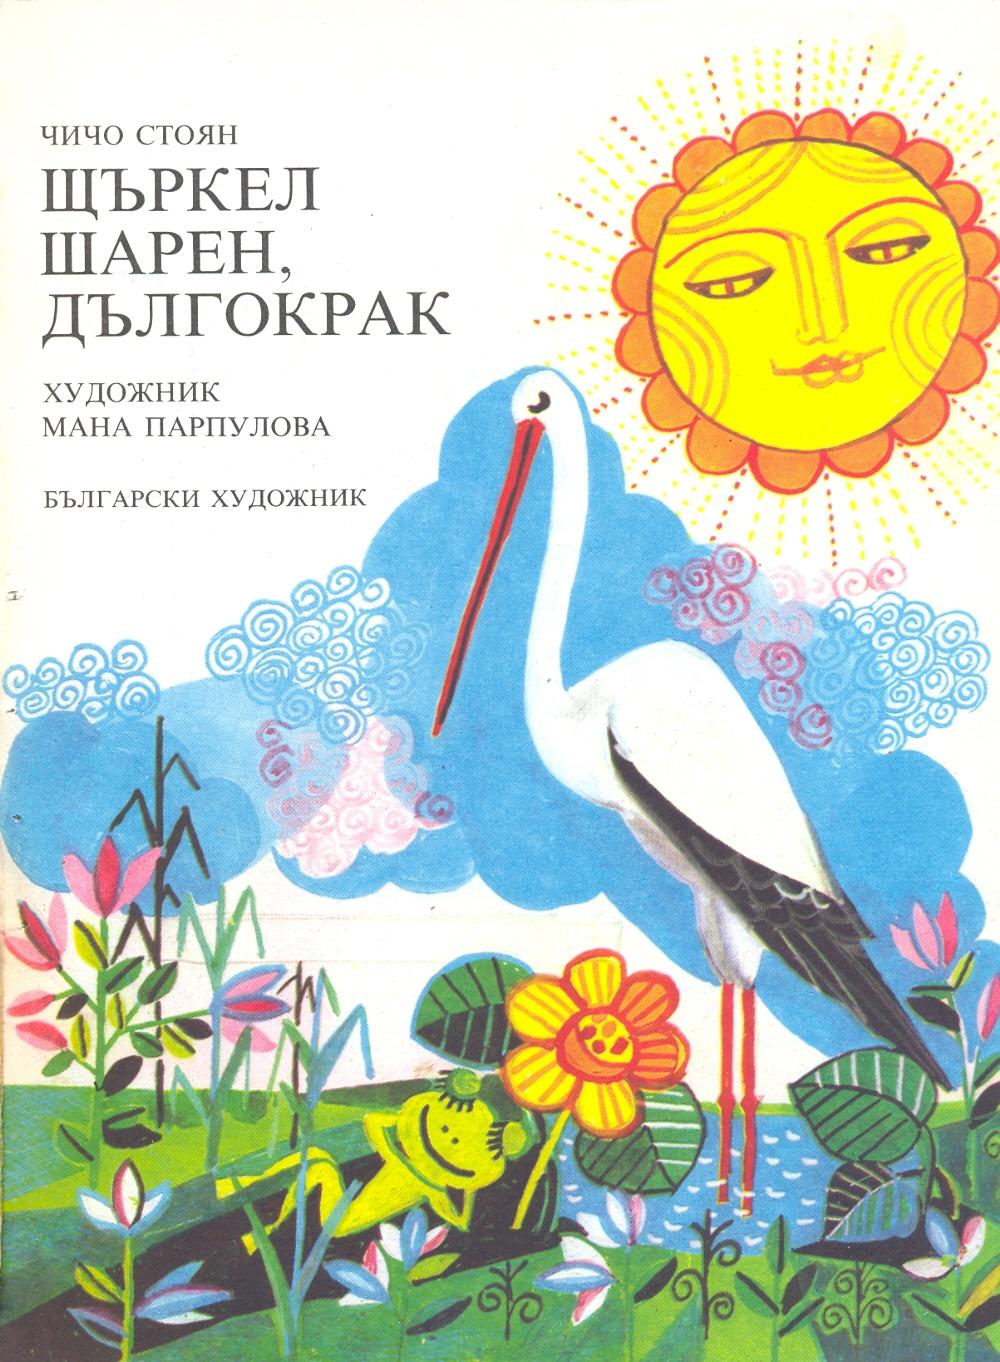 ЧИЧО СТОЯН
ЩЪРКЕЛ
ШАРЕН,
ДЪЛГОКРАК
ХУДОЖНИК
МАНА ПАРПУЛОВА
БЪЛГАРСКИ ХУДОЖНИК